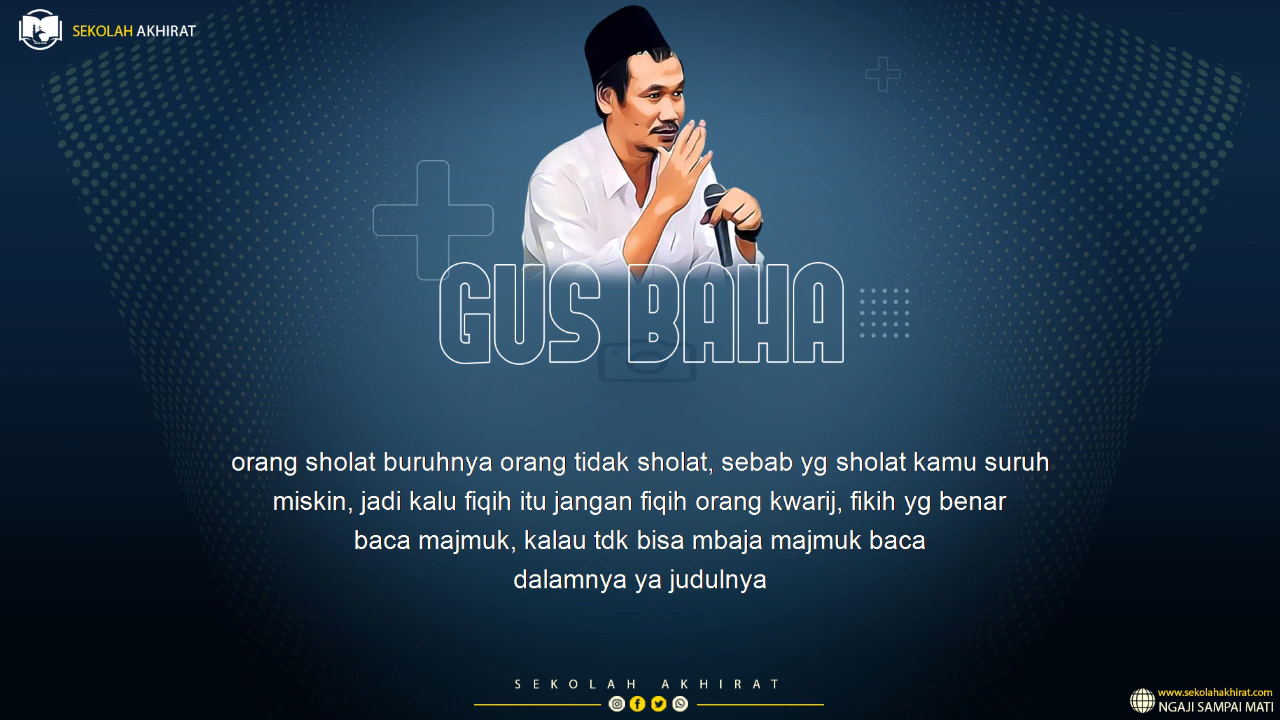 SEKOLAH AKHIRAT
GUS BAHA
orang sholat buruhnya orang tidak sholat, sebab yg sholat kamu suruh
miskin, jadi kalu fiqih itu jangan fiqih orang kwarij, fikih yg benar
baca majmuk, kalau tdk bisa mbaja majmuk baca
dalamnya ya judulnya
SEKOLAH AKHIRAT
www.sekolahakhirat.com
NGAJI SAMPAI MATI